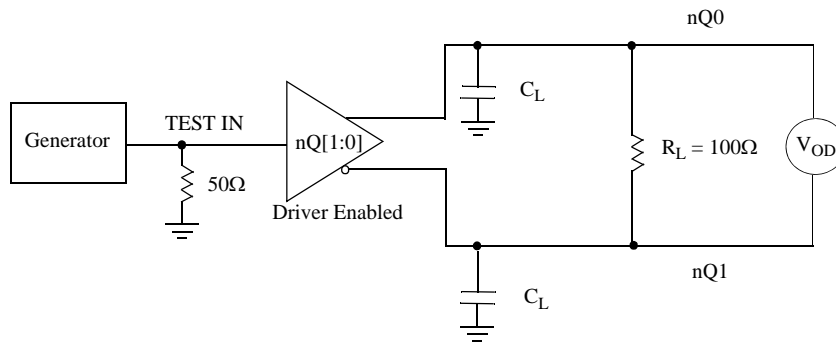 nQ0
C_L
TEST IN
Generator
nQ[1:0]
R_L = 100Ω
V_OD
50Ω
Driver Enabled
nQ1
C_L